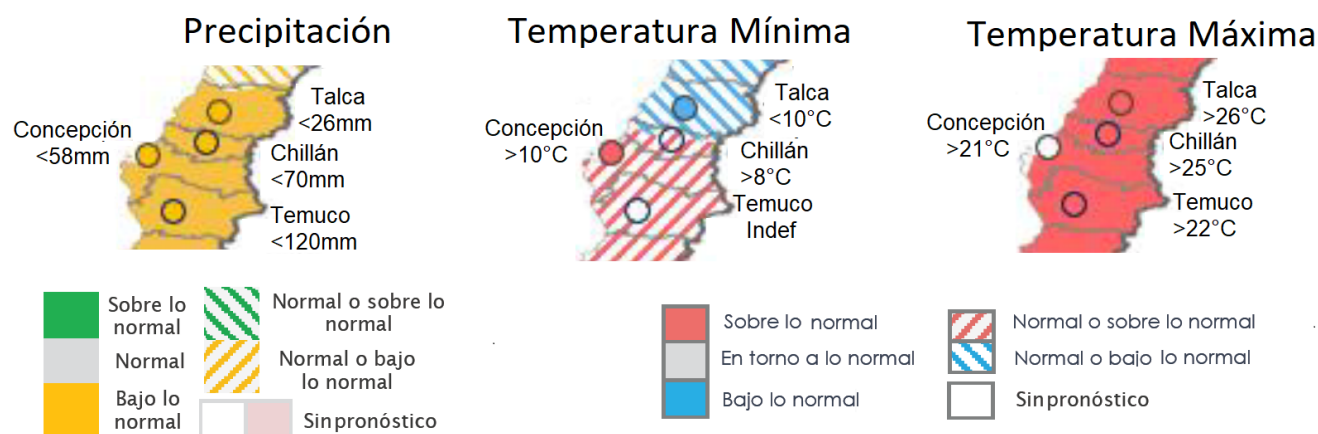 Precipitación
Temperatura Mínima
Temperatura Máxima
Talca
<26mm
Concepción
<58mm
Chillán
<70mm
Temuco
<120mm
Talca
<10°C
Concepción
>10°C
Chillán
>8°C
Temuco
Indef
Talca
>26°C
Concepción
>21°C
Chillán
>25°C
Temuco
>22°C
Sobre lo
normal
Normal
Bajo lo
normal
Normal o sobre lo
normal
Normal o bajo
lo normal
Sin pronóstico
Sobre lo normal
En torno a lo normal
Bajo lo normal
Normal o sobre lo normal
Normal o bajo lo normal
Sin pronóstico